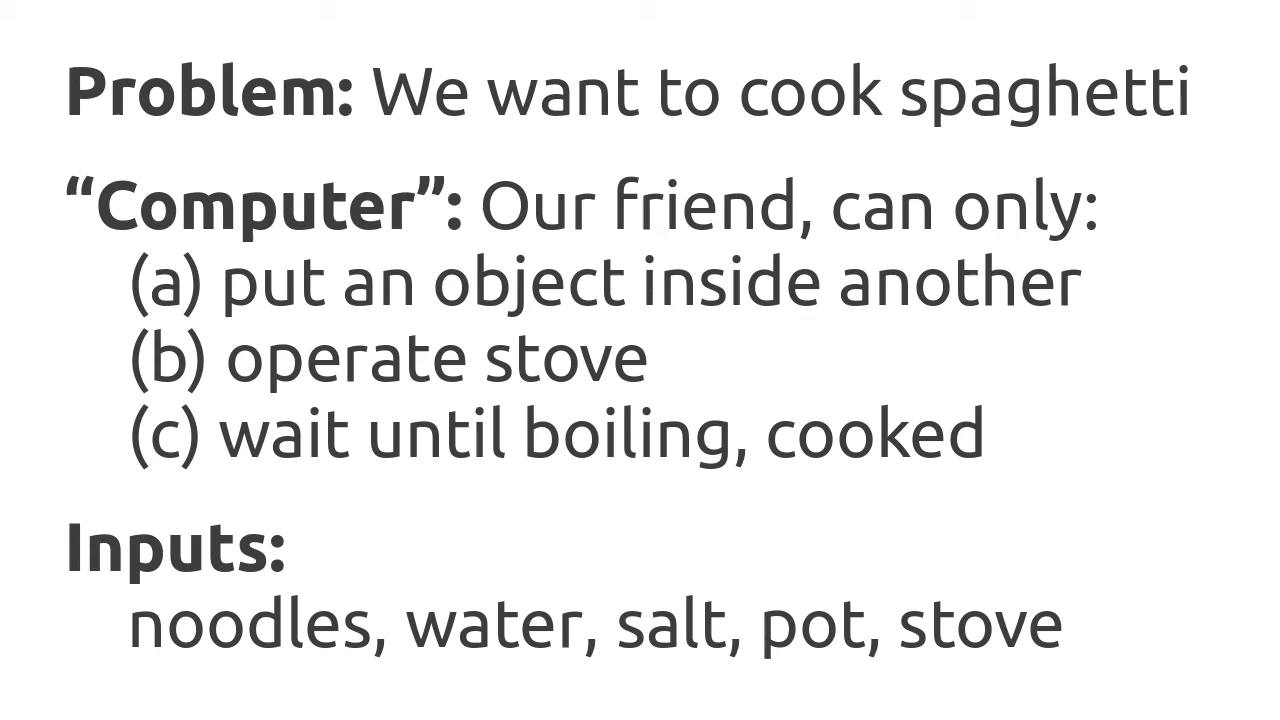 Problem: We want to cook spaghetti
“Computer”: Our friend, can only:
(a) put an object inside another
(b) operate stove
(c) wait until boiling, cooked
Inputs:
noodles, water, salt, pot, stove